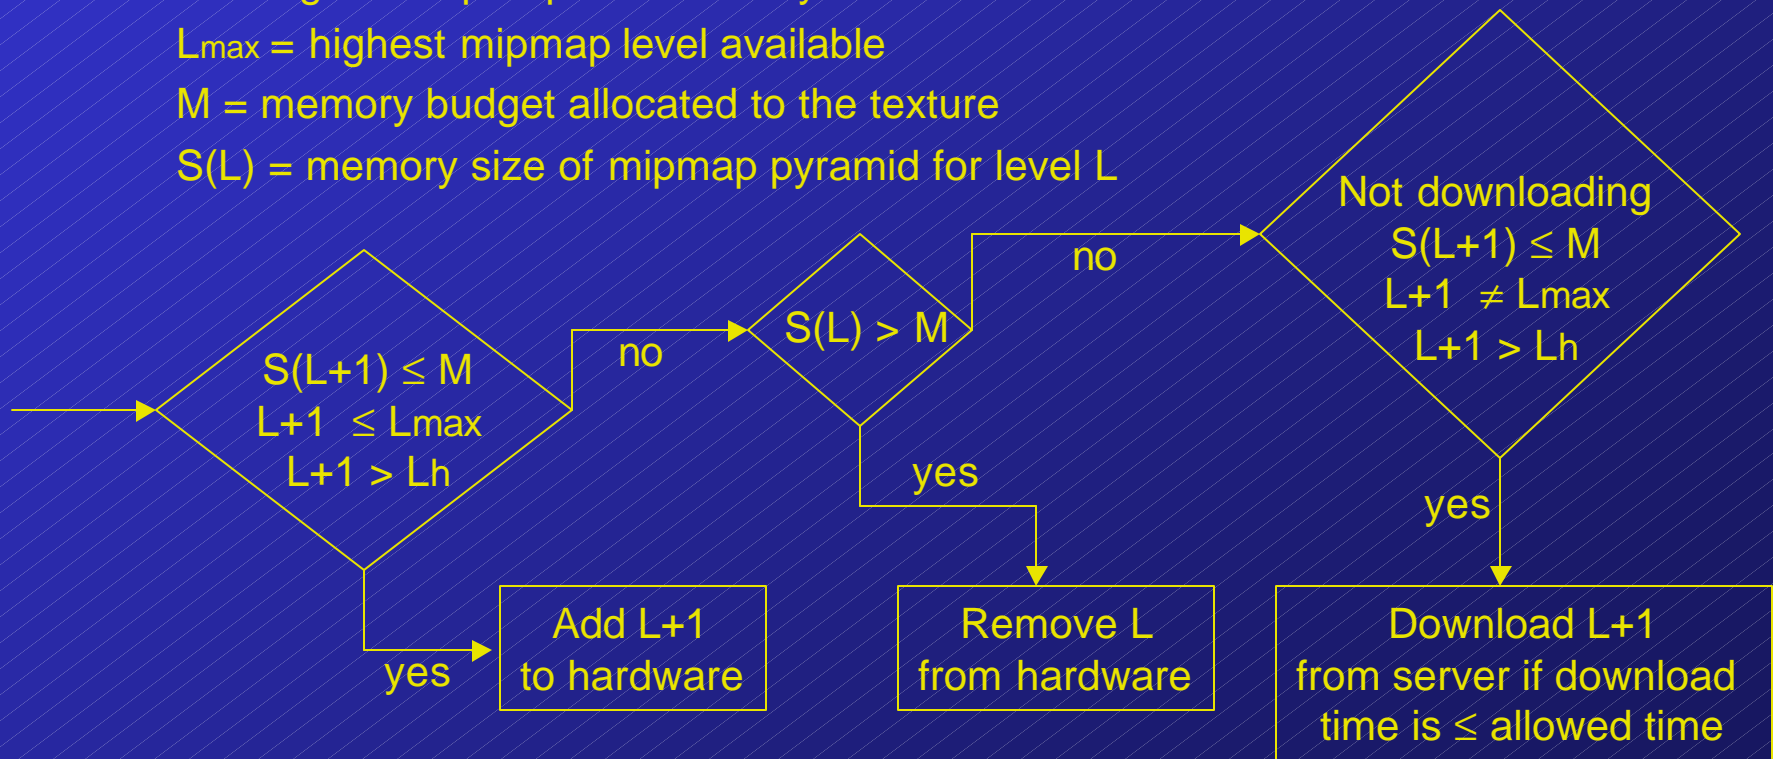 Lmax = highest mipmap level available
M = memory budget allocated to the texture
S(L) = memory size of mipmap pyramid for level L
S(L+1) ≤ M
L+1 ≤ Lmax
L+1 > Lh
no
yes
Add L+1
to hardware
S(L) > M
no
yes
Remove L
from hardware
Not downloading
S(L+1) ≤ M
L+1 ≠ Lmax
L+1 > Lh
yes
Download L+1
from server if download
time is ≤ allowed time